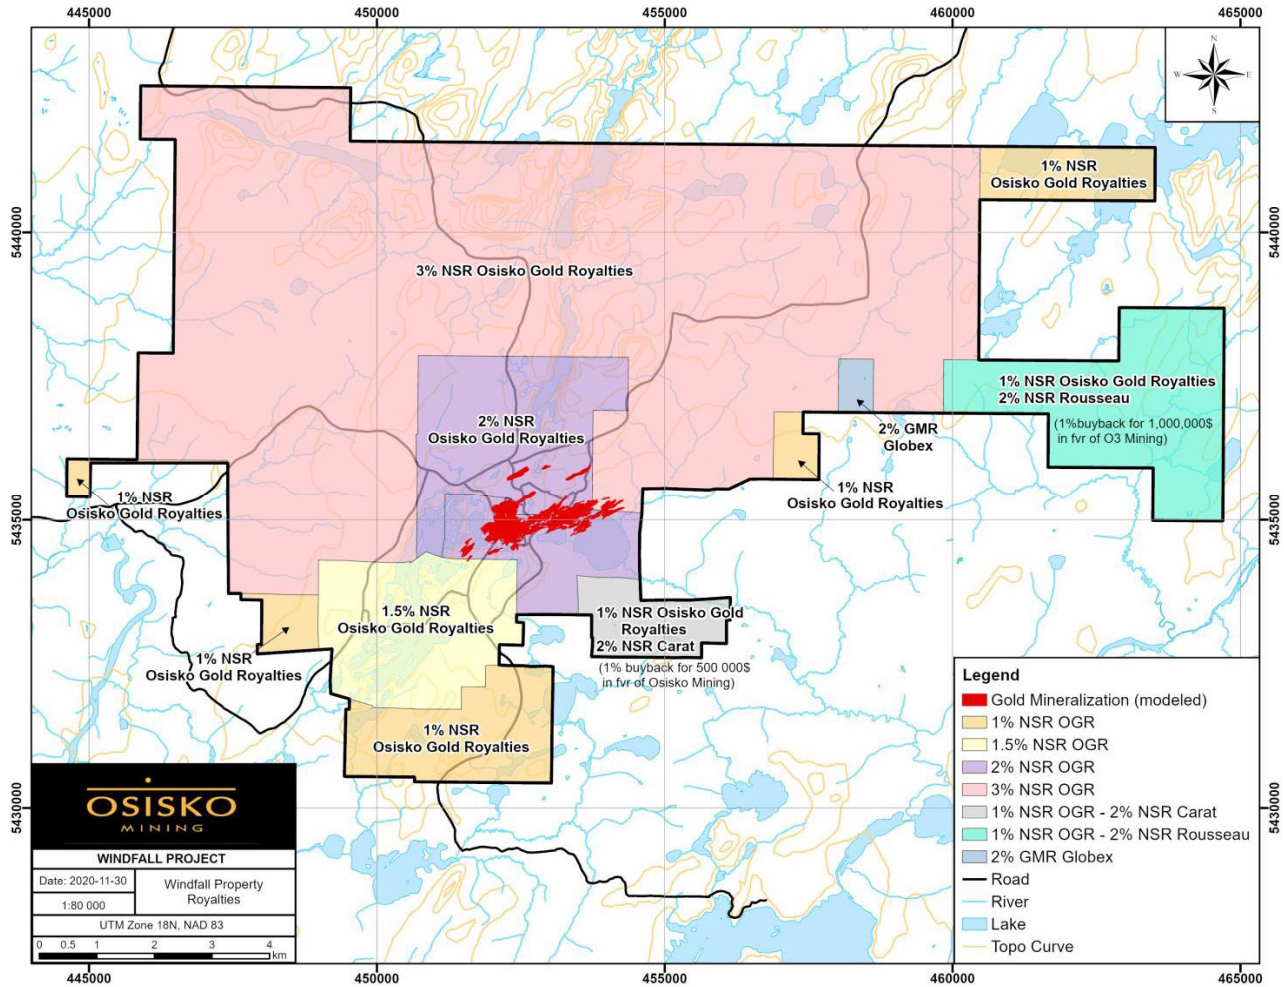 445000
450000
455000
460000
465000
N
W
E
S
1% NSR
Osisko Gold Royalties
5440000
5440000
3% NSR Osisko Gold Royalties
1% NSR Osisko Gold Royalties
2% NSR Rousseau
(1%buyback for 1,000,000$
in fvr of O3 Mining)
2% NSR
Osisko Gold Royalties
2% GMR
Globex
1% NSR
Osisko Gold Royalties
1% NSR
Osisko Gold Royalties
5435000
5435000
1.5% NSR
Osisko Gold Royalties
1% NSR Osisko Gold
Royalties
2% NSR Carat
(1% buyback for 500 000$
in fvr of Osisko Mining)
1% NSR
Osisko Gold Royalties
1% NSR
Osisko Gold Royalties
Legend
Gold Mineralization (modeled)
1% NSR OGR
1.5% NSR OGR
2% NSR OGR
3% NSR OGR
1% NSR OGR - 2% NSR Carat
1% NSR OGR - 2% NSR Rousseau
2% GMR Globex
Road
River
Lake
Topo Curve
5430000
5430000
OSISKO
MINING
WINDFALL PROJECT
Date: 2020-11-30
1:80 000
Windfall Property
Royalties
UTM Zone 18N, NAD 83
0 0.5 1 2 3 4
km
445000
450000
455000
460000
465000